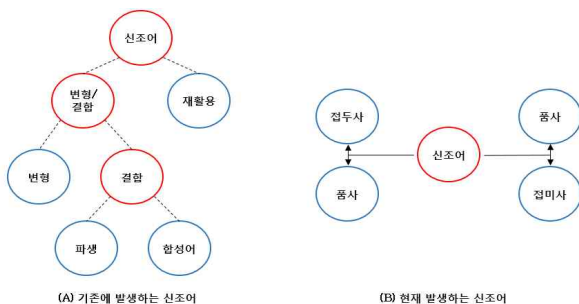 신조어
변형/
결합
재활용
변형
결합
파생
합성어
(A) 기존에 발생하는 신조어
접두사
품사
신조어
품사
접미사
(B) 현재 발생하는 신조어